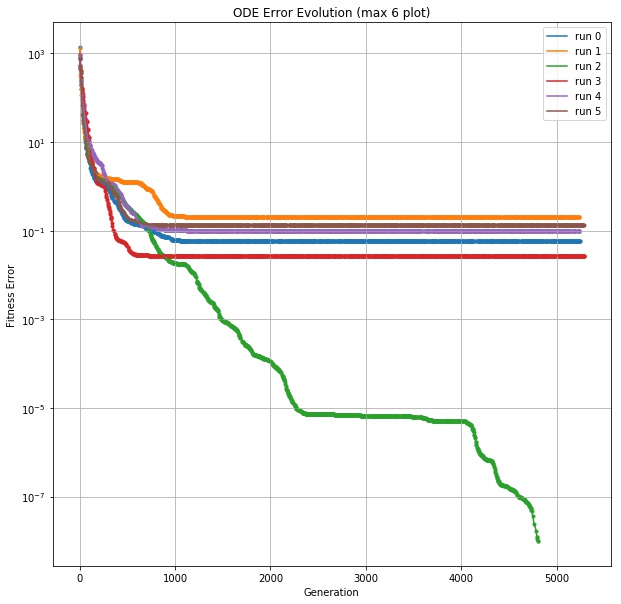 ODE Error Evolution (max 6 plot)
run 0
run 1
run 2
run 3
run 4
run 5
10³
10¹
10⁻¹
10⁻³
10⁻⁵
10⁻⁷
Fitness Error
0 1000 2000 3000 4000 5000
Generation